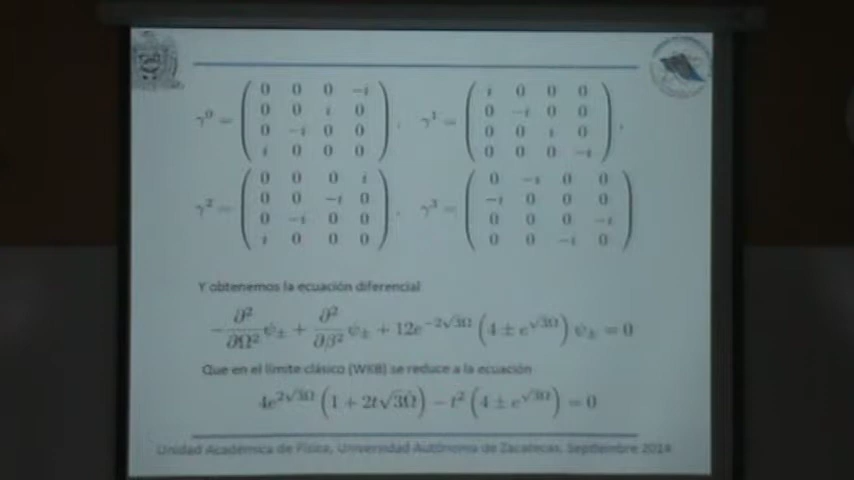 γ⁰ = ( 0 0 0 −i
0 0 i 0
0 −i 0 0
i 0 0 0 ) , γ¹ = ( i 0 0 0
0 −i 0 0
0 0 i 0
0 0 0 −i ) ,
γ² = ( 0 0 0 i
0 0 −i 0
0 −i 0 0
i 0 0 0 ) , γ³ = ( 0 −i 0 0
−i 0 0 0
0 0 0 −i
0 0 −i 0 )
Y obtenemos la ecuación diferencial
−∂²/∂Ω² ψ± + ∂²/∂β² ψ± + 12e^(−2√3Ω) (4 ± e^(√3Ω)) ψ± = 0
Que en el límite clásico (WKB) se reduce a la ecuación
4e^(2√3Ω) (1 + 2t√3Ω̇) − t² (4 ± e^(√3Ω)) = 0
Unidad Académica de Física, Universidad Autónoma de Zacatecas, Septiembre 2014